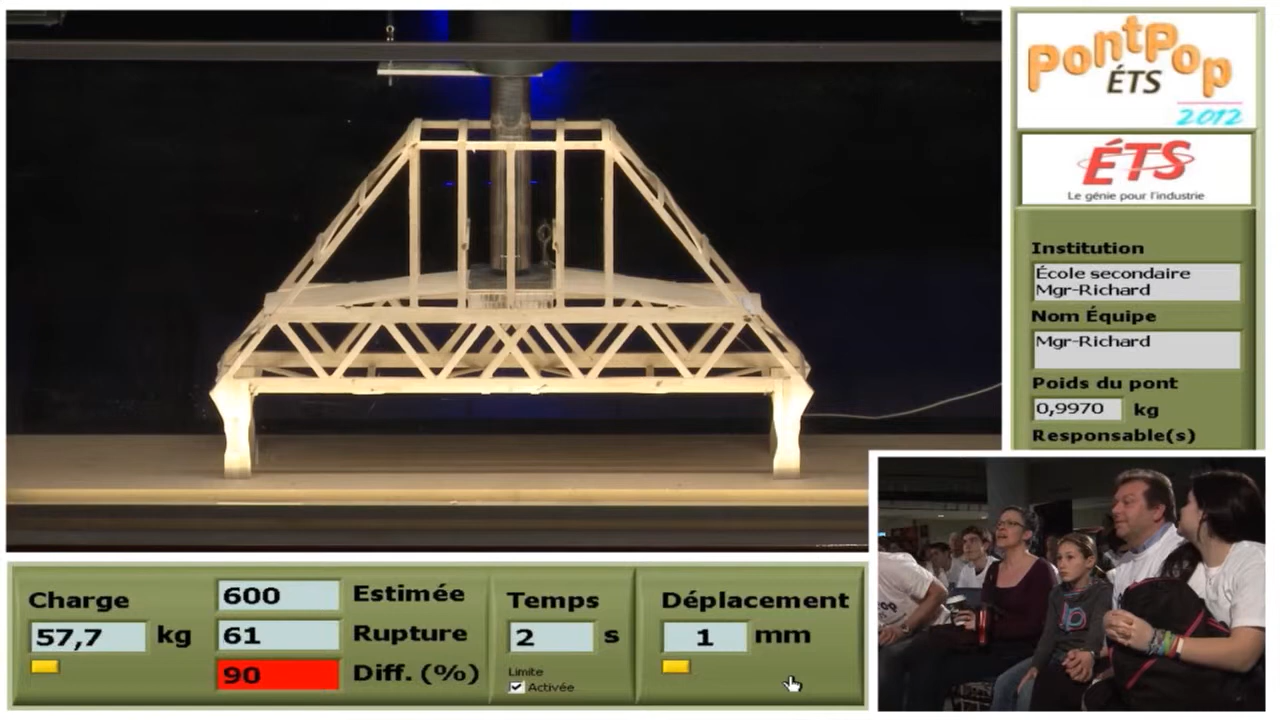 PontPop
ÉTS
2012
ÉTS
Le génie pour l'industrie
Institution
École secondaire
Mgr-Richard
Nom Équipe
Mgr-Richard
Poids du pont
0,9970 kg
Responsable(s)
Charge
57,7 kg
600 Estimée
61 Rupture
90 Diff. (%)
Temps
2 s
Limite
Activée
Déplacement
1 mm